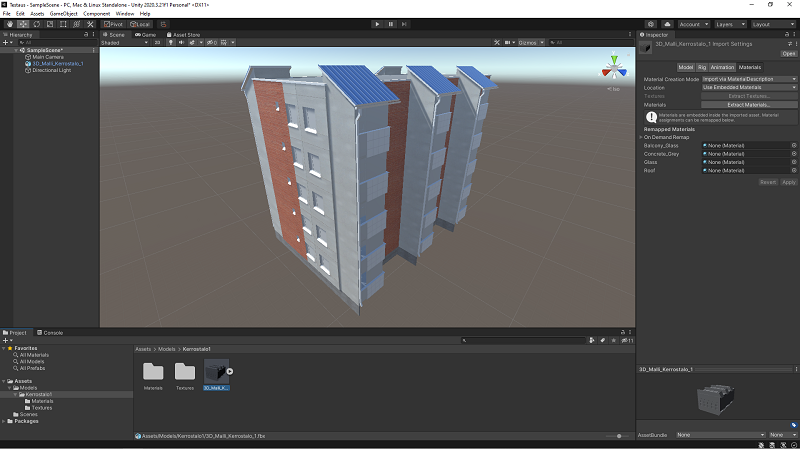 Testaus - SampleScene - PC, Mac & Linux Standalone - Unity 2020.3.21f1 Personal* <DX11>
File Edit Assets GameObject Component Window Help
Pivot Local Account Layers Layout
Hierarchy Scene Game Asset Store Inspector
All Shaded 2D Gizmos All 3D_Malli_Kerrostalo_1 Import Settings
SampleScene* Open
Main Camera
3D_Malli_Kerrostalo_1
Directional Light
Model Rig Animation Materials
Material Creation Mode Import via MaterialDescription
Location Use Embedded Materials
Textures Extract Textures...
Materials Extract Materials...
Materials are embedded inside the imported asset. Material
assignments can be remapped below.
Remapped Materials
On Demand Remap
Balcony_Glass None (Material)
Concrete_Grey None (Material)
Glass None (Material)
Roof None (Material)
Revert Apply
Project Console
11
Favorites
All Materials
All Models
All Prefabs
Assets
Models
Kerrostalo1
Materials
Textures
Scenes
Packages
Assets > Models > Kerrostalo1
Materials Textures 3D_Malli_K...
Assets/Models/Kerrostalo1/3D_Malli_Kerrostalo_1.fbx
3D_Malli_Kerrostalo_1
AssetBundle None None